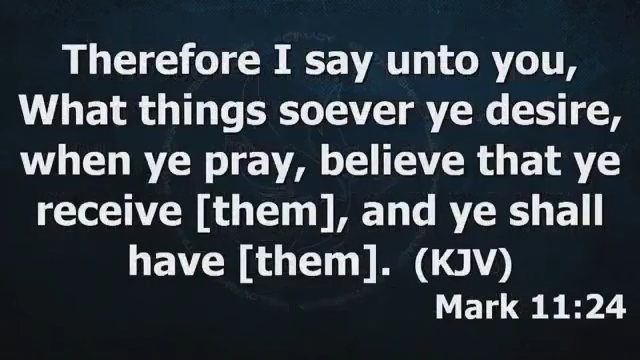 Therefore I say unto you,
What things soever ye desire,
when ye pray, believe that ye
receive [them], and ye shall
have [them]. (KJV)
Mark 11:24